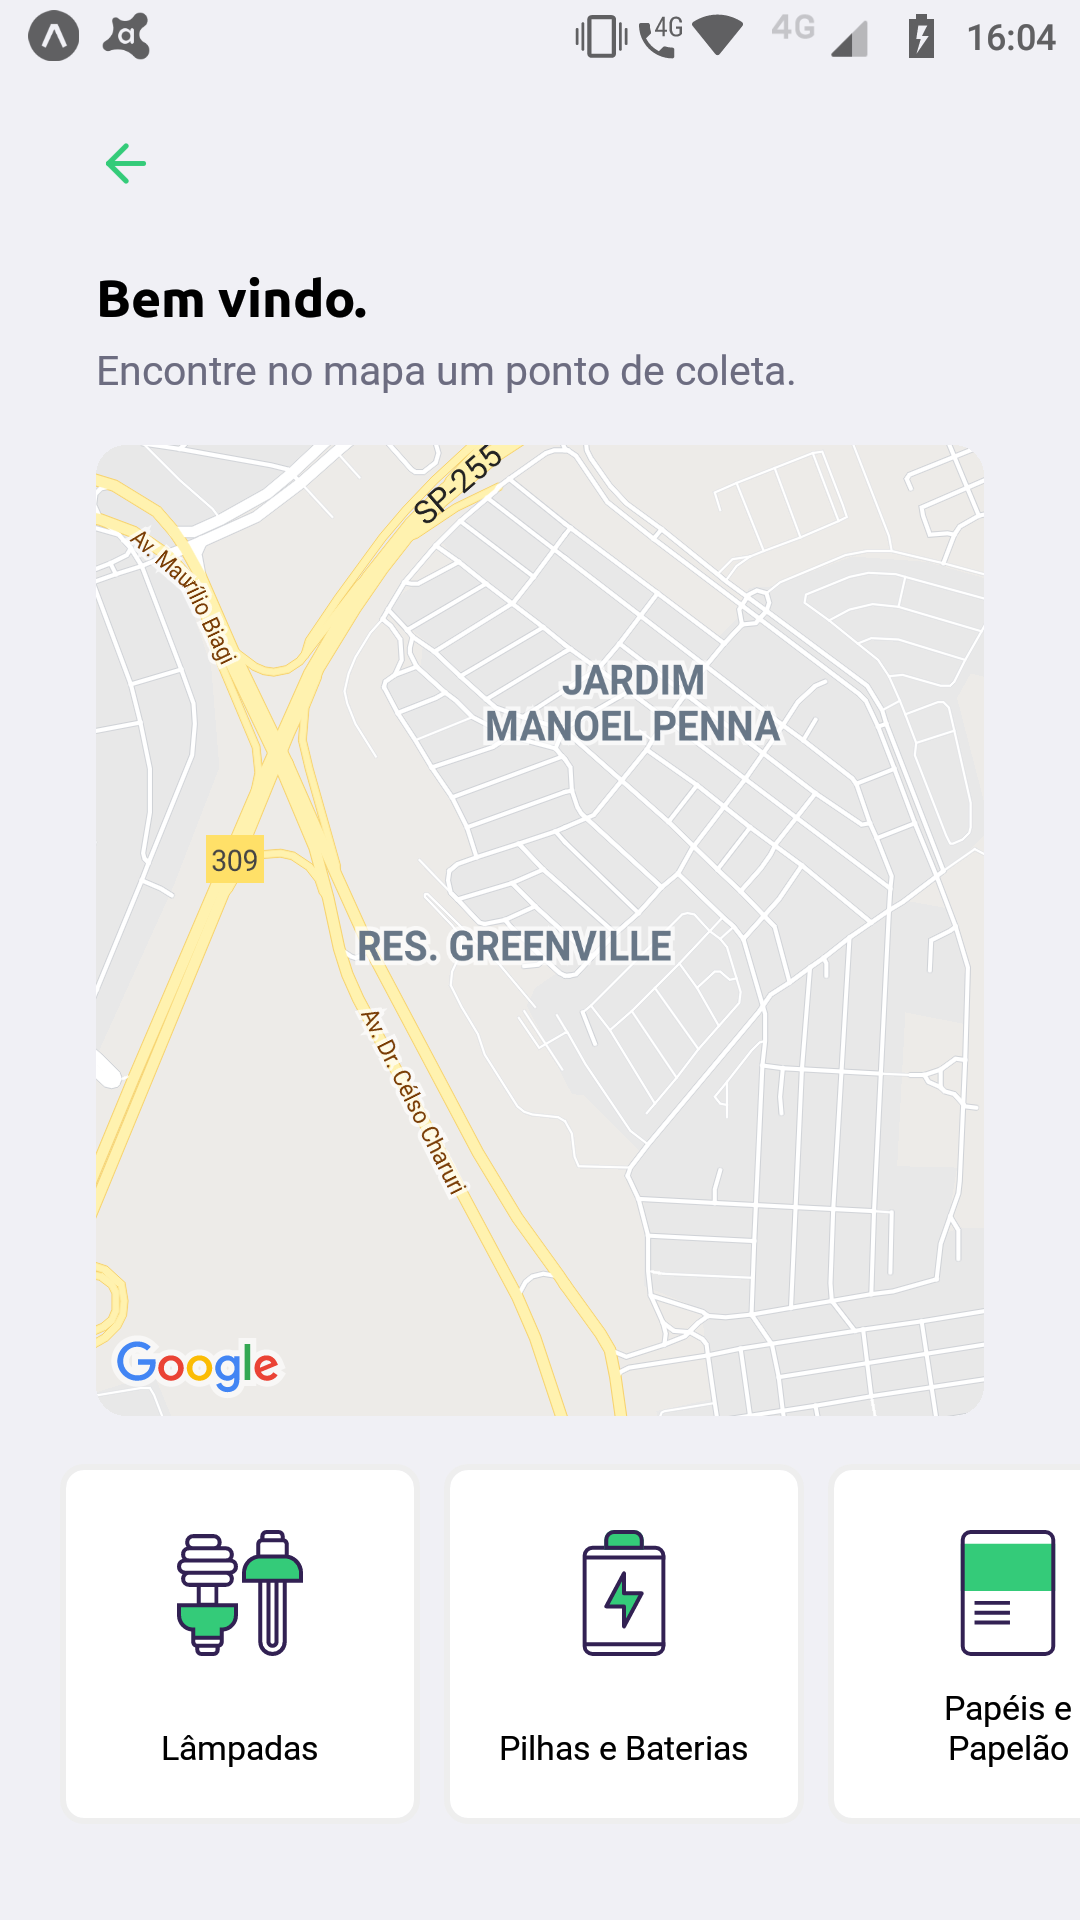 4G 4G 16:04
Bem vindo.
Encontre no mapa um ponto de coleta.
SP-255
Av. Maurílio Biagi
JARDIM
MANOEL PENNA
309
RES. GREENVILLE
Av. Dr. Célso Charuri
Google
Lâmpadas
Pilhas e Baterias
Papéis e
Papelão